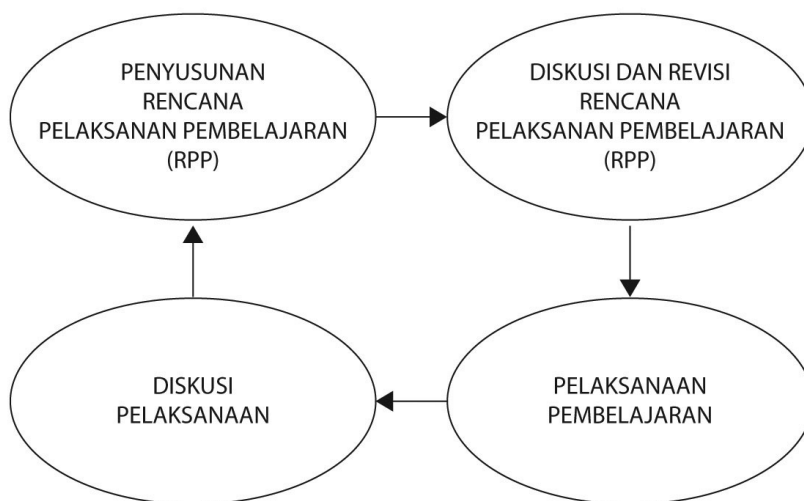 PENYUSUNAN
RENCANA
PELAKSANAN PEMBELAJARAN
(RPP)
DISKUSI DAN REVISI
RENCANA
PELAKSANAN PEMBELAJARAN
(RPP)
DISKUSI
PELAKSANAAN
PELAKSANAAN
PEMBELAJARAN